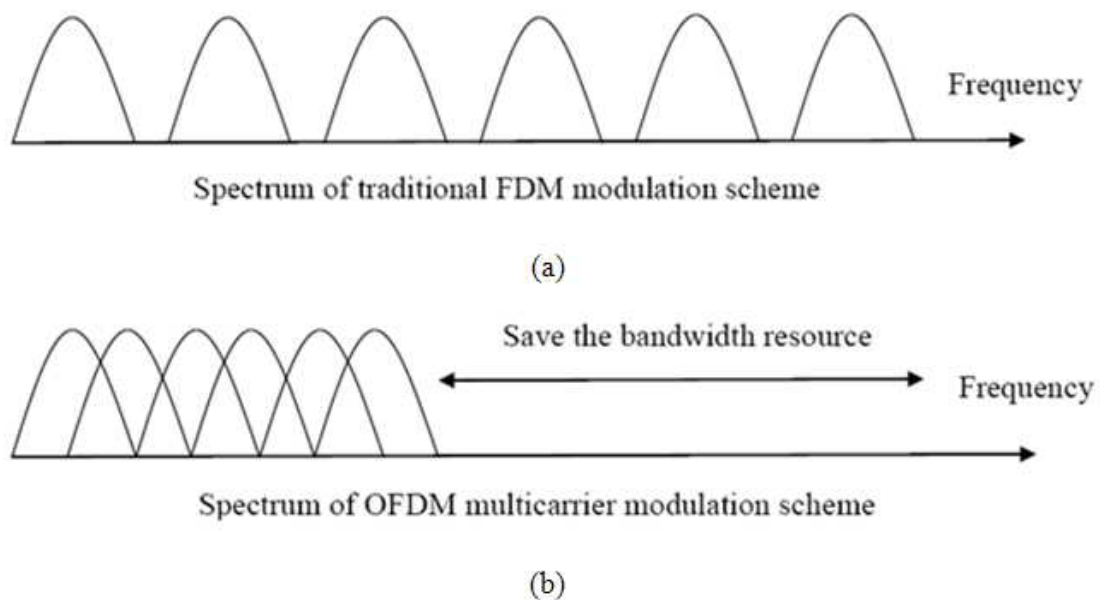 Frequency
Spectrum of traditional FDM modulation scheme
(a)
Save the bandwidth resource
Frequency
Spectrum of OFDM multicarrier modulation scheme
(b)